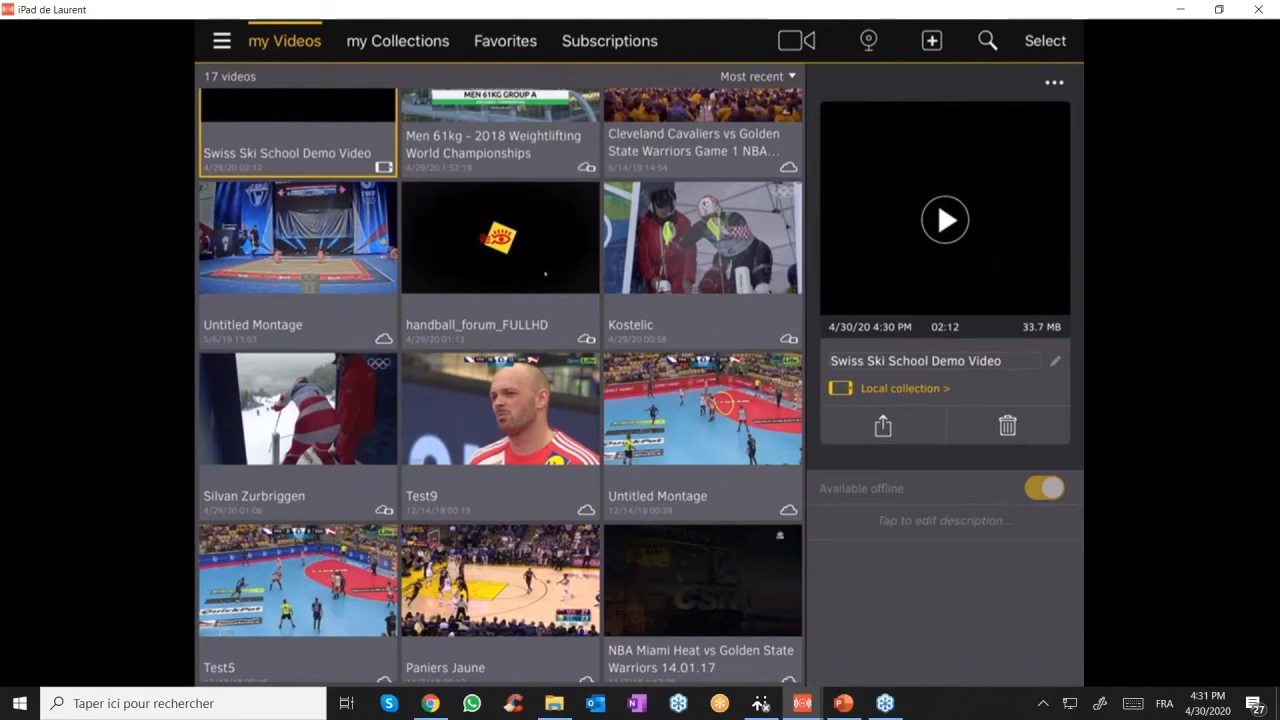 iPad de Laurent
my Videos my Collections Favorites Subscriptions Select
17 videos Most recent
MEN 61KG GROUP A
Swiss Ski School Demo Video
4/29/20 02:12
Men 61kg - 2018 Weightlifting
World Championships
4/29/20 1:52:19
Cleveland Cavaliers vs Golden
State Warriors Game 1 NBA...
6/14/19 14:54
Untitled Montage
5/6/19 13:03
handball_forum_FULLHD
4/29/20 01:13
Kostelic
4/29/20 00:58
Silvan Zurbriggen
4/29/20 01:06
Test9
12/14/18 00:19
Untitled Montage
12/14/18 00:39
QuickPot
Test5
Paniers Jaune
NBA Miami Heat vs Golden State
Warriors 14.01.17
4/30/20 4:30 PM 02:12 33.7 MB
Swiss Ski School Demo Video
Local collection >
Available offline
Tap to edit description...
Taper ici pour rechercher
FRA
4:31 PM
4/30/2020
27